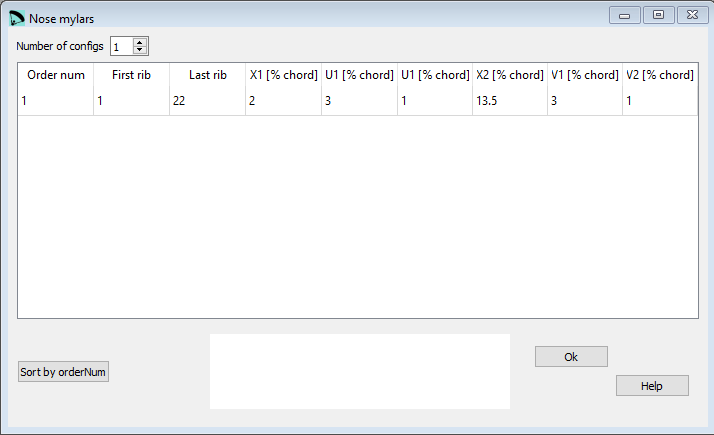 Nose mylars
Number of configs 1
Order num First rib Last rib X1 [% chord] U1 [% chord] U1 [% chord] X2 [% chord] V1 [% chord] V2 [% chord]
1 1 22 2 3 1 13.5 3 1
Ok
Sort by orderNum
Help